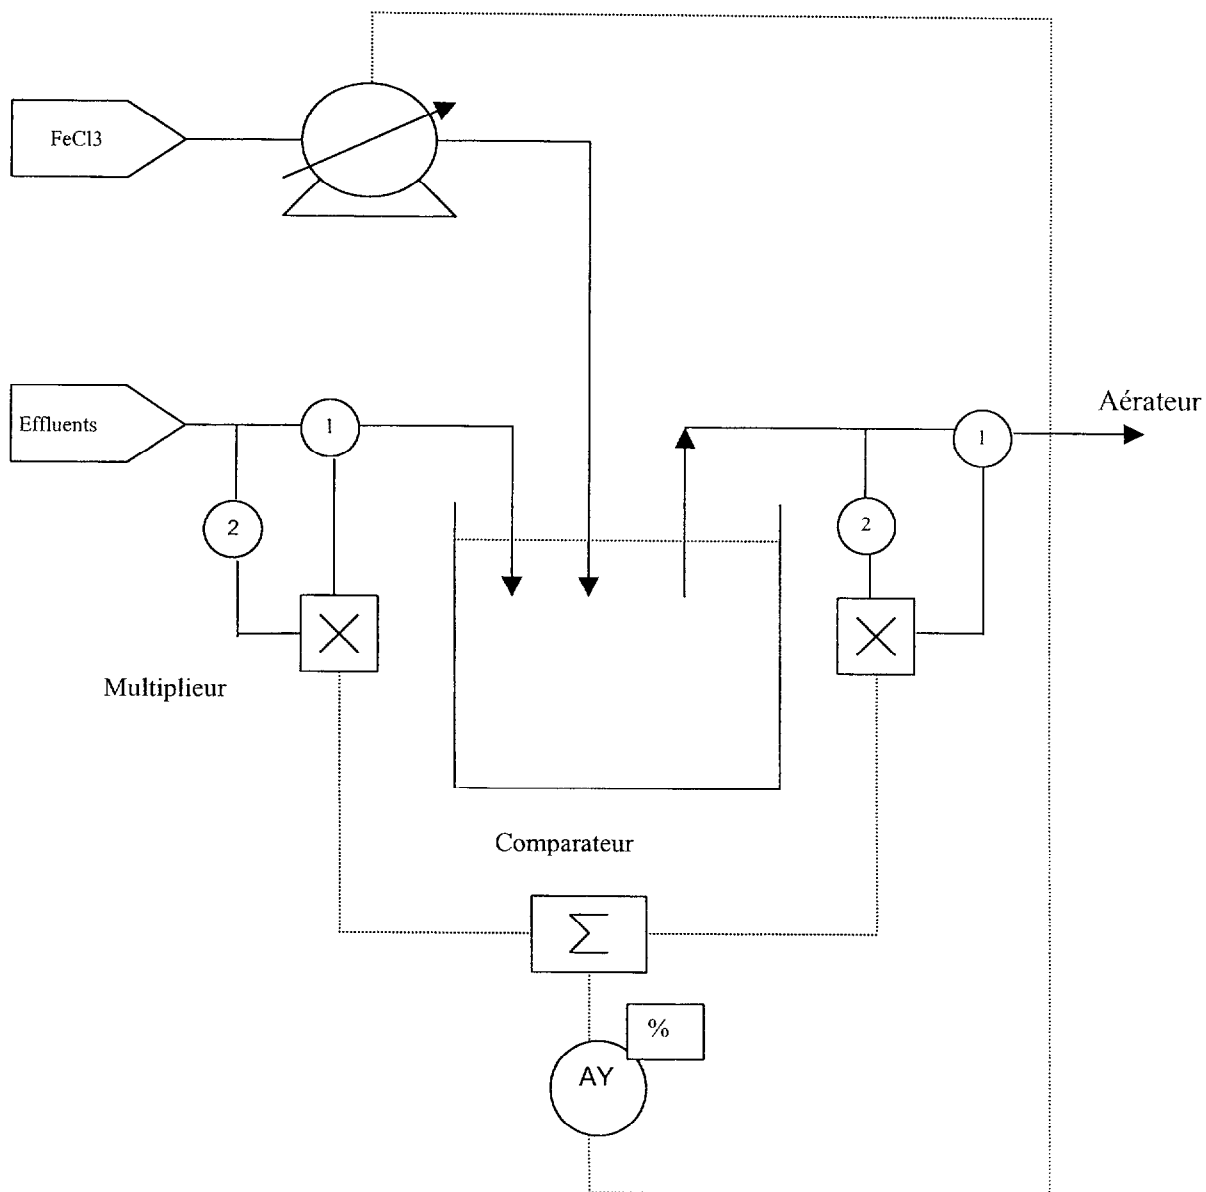 FeCl3
Effluents
1
2
Aérateur
1
2
Multiplieur
Comparateur
Σ
%
AY